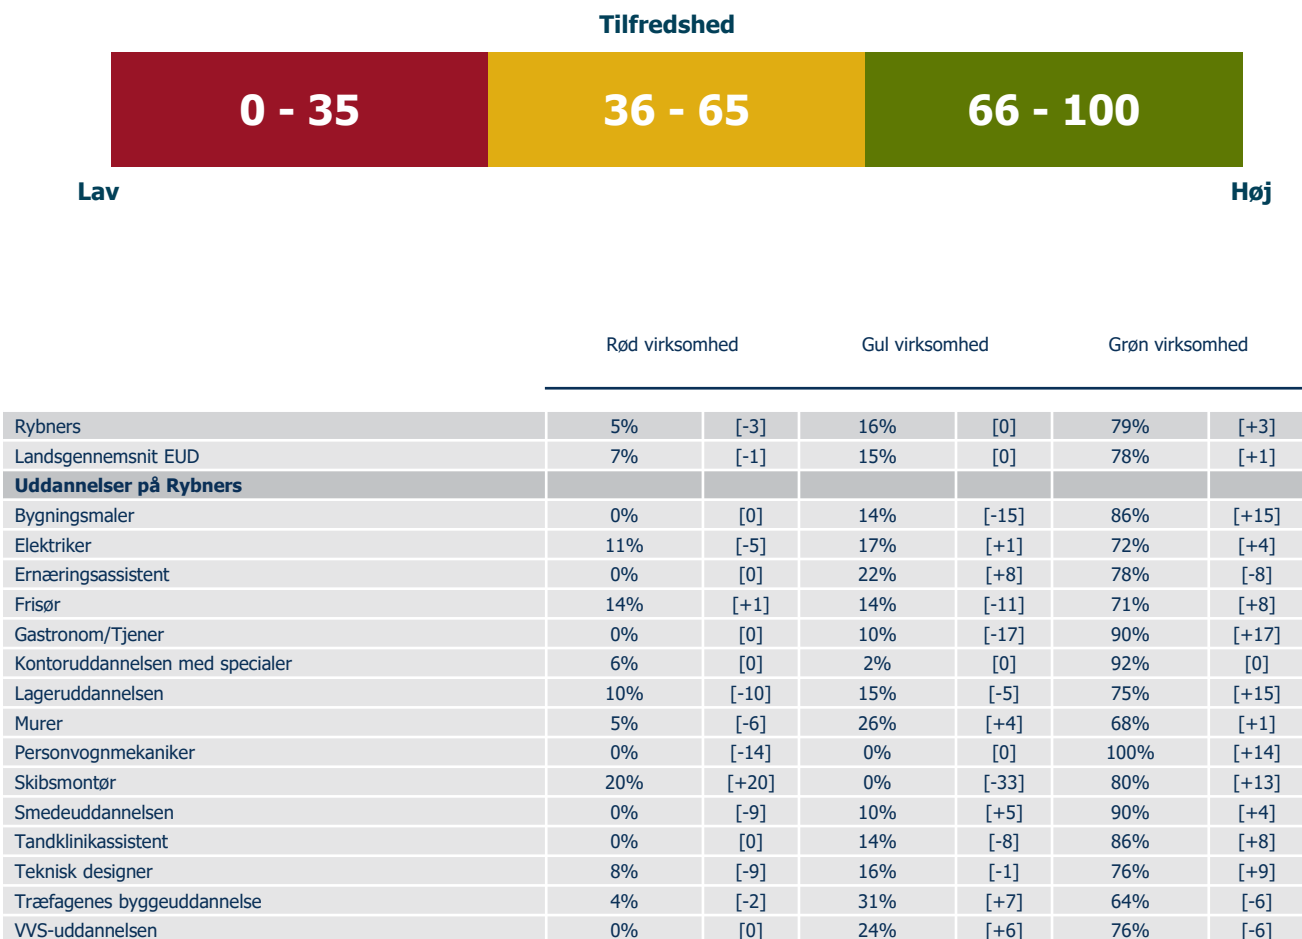 Tilfredshed
0 - 35 36 - 65 66 - 100
Lav Høj
Rød virksomhed Gul virksomhed Grøn virksomhed
Rybners 5% [-3] 16% [0] 79% [+3]
Landsgennemsnit EUD 7% [-1] 15% [0] 78% [+1]
Uddannelser på Rybners
Bygningsmaler 0% [0] 14% [-15] 86% [+15]
Elektriker 11% [-5] 17% [+1] 72% [+4]
Ernæringsassistent 0% [0] 22% [+8] 78% [-8]
Frisør 14% [+1] 14% [-11] 71% [+8]
Gastronom/Tjener 0% [0] 10% [-17] 90% [+17]
Kontoruddannelsen med specialer 6% [0] 2% [0] 92% [0]
Lageruddannelsen 10% [-10] 15% [-5] 75% [+15]
Murer 5% [-6] 26% [+4] 68% [+1]
Personvognmekaniker 0% [-14] 0% [0] 100% [+14]
Skibsmontør 20% [+20] 0% [-33] 80% [+13]
Smedeuddannelsen 0% [-9] 10% [+5] 90% [+4]
Tandklinikassistent 0% [0] 14% [-8] 86% [+8]
Teknisk designer 8% [-9] 16% [-1] 76% [+9]
Træfagenes byggeuddannelse 4% [-2] 31% [+7] 64% [-6]
VVS-uddannelsen 0% [0] 24% [+6] 76% [-6]